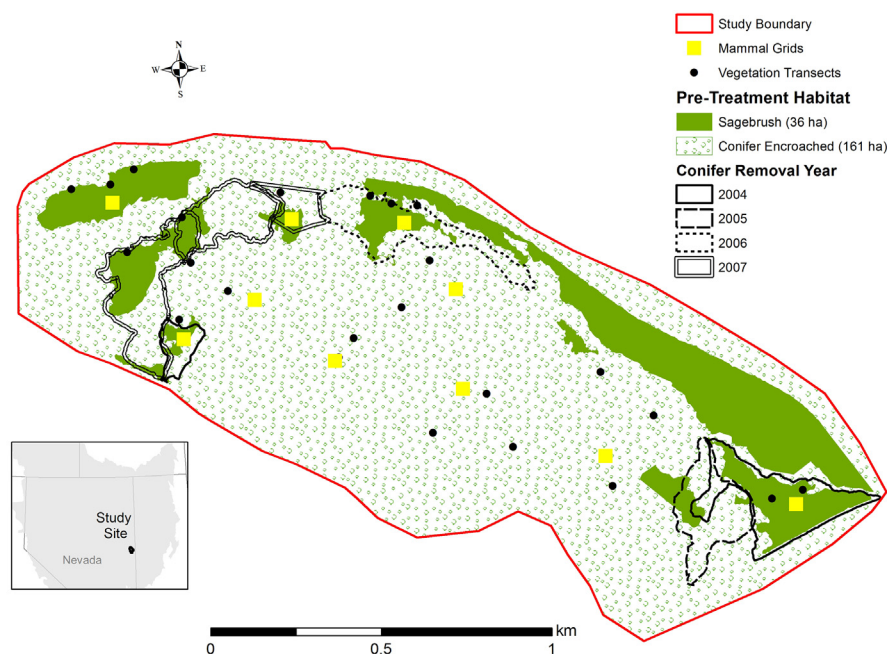 Study Boundary
Mammal Grids
Vegetation Transects
Pre-Treatment Habitat
Sagebrush (36 ha)
Conifer Encroached (161 ha)
Conifer Removal Year
2004
2005
2006
2007
N
W E
S
Study
Site
Nevada
km
0 0.5 1